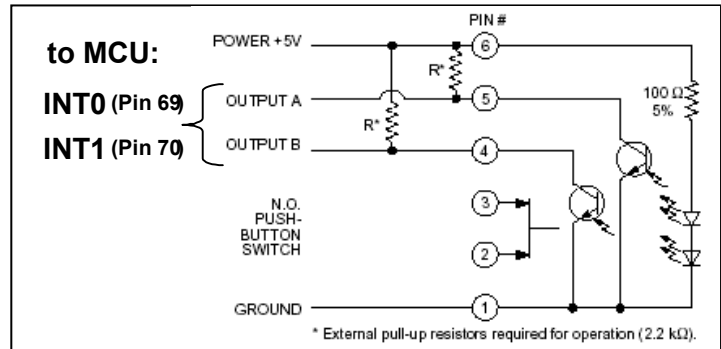 PIN #
to MCU:
POWER +5V
6
R*
100 Ω
5%
INT0 (Pin 69)
OUTPUT A
5
R*
INT1 (Pin 70)
OUTPUT B
4
N.O.
PUSH-
BUTTON
SWITCH
3
2
GROUND
1
* External pull-up resistors required for operation (2.2 kΩ).